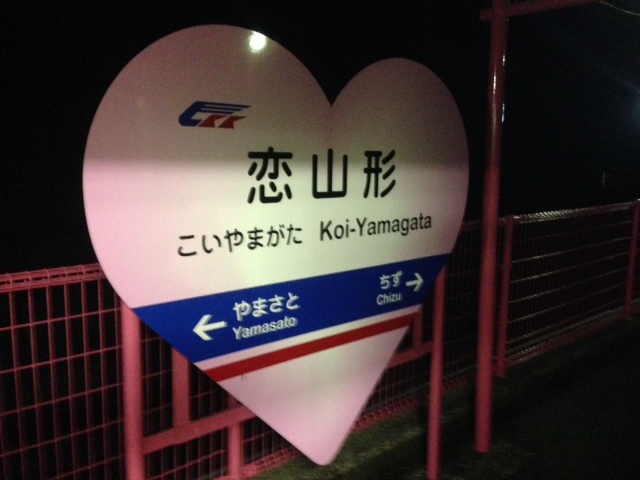 恋山形
こいやまがた Koi-Yamagata
← やまさと
Yamasato
ちず →
Chizu